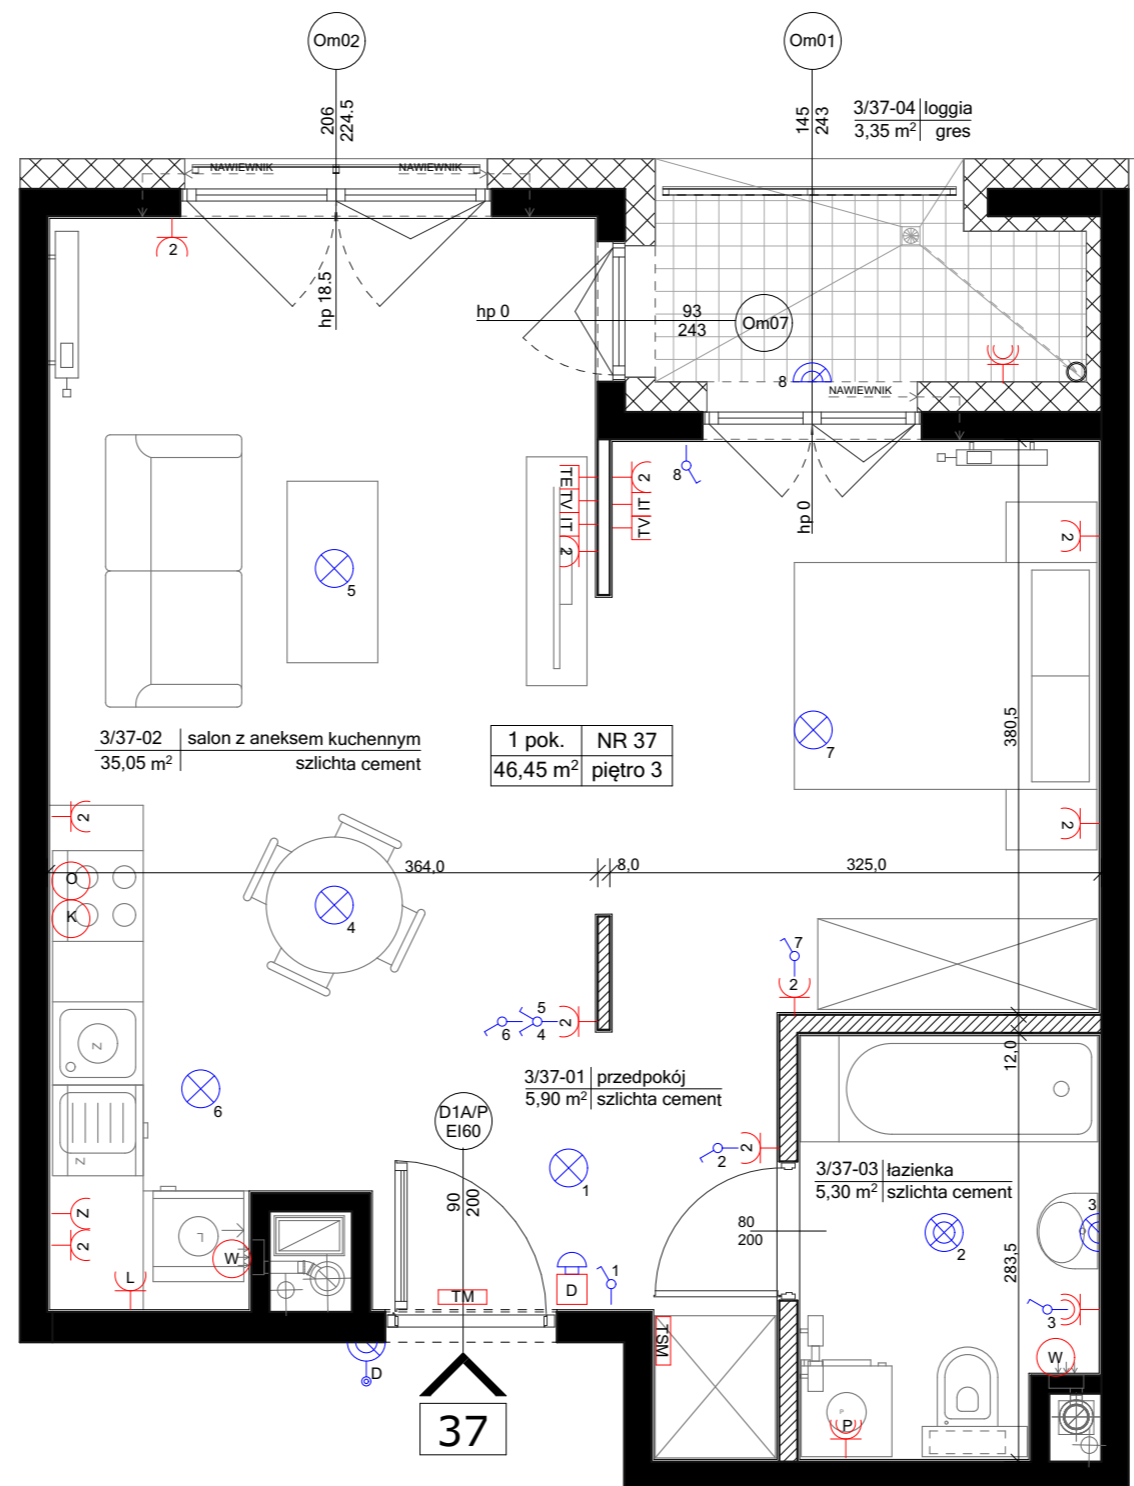 Om02
Om01
206
224.5
145
243
3/37-04 loggia
3,35 m² gres
NAWIEWNIK
NAWIEWNIK
2
hp 18.5
hp 0
93
243
Om07
8
NAWIEWNIK
8
TE
TV
IT
2
2
IT
TV
hp 0
2
5
7
380,5
3/37-02 salon z aneksem kuchennym
35,05 m² szlichta cement
1 pok. NR 37
46,45 m² piętro 3
2
2
364,0
8,0
325,0
O
K
4
7
2
5
6
4
2
Z
12,0
6
3/37-01 przedpokój
5,90 m² szlichta cement
D1A/P
EI60
2
2
Z
1
3/37-03 łazienka
5,30 m² szlichta cement
90
200
80
200
Z
2
L
W
L
2
3
283,5
1
D
TM
3
TSM
W
D
P
P
37